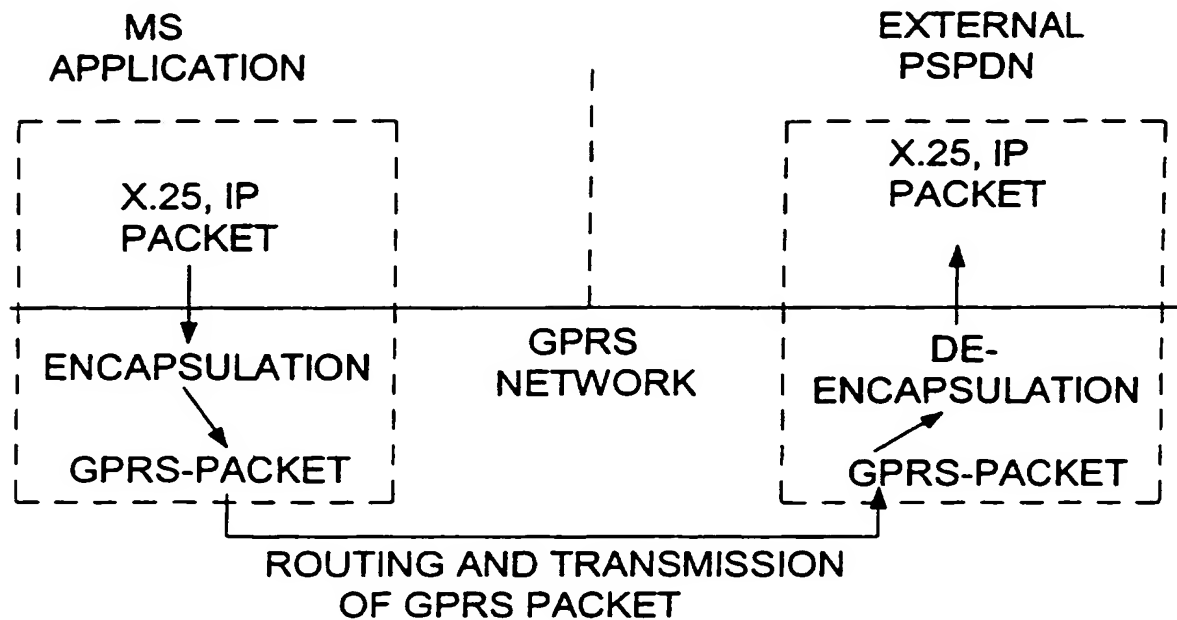 MS
APPLICATION
EXTERNAL
PSPDN
X.25, IP
PACKET
X.25, IP
PACKET
ENCAPSULATION
GPRS
NETWORK
DE-
ENCAPSULATION
GPRS-PACKET
GPRS-PACKET
ROUTING AND TRANSMISSION
OF GPRS PACKET